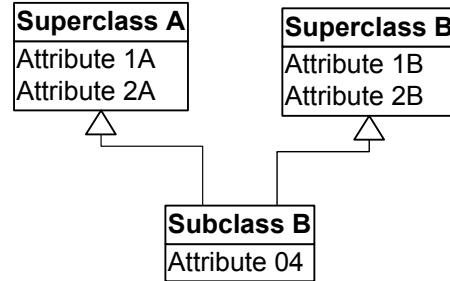 Superclass A
Attribute 1A
Attribute 2A
Superclass B
Attribute 1B
Attribute 2B
Subclass B
Attribute 04